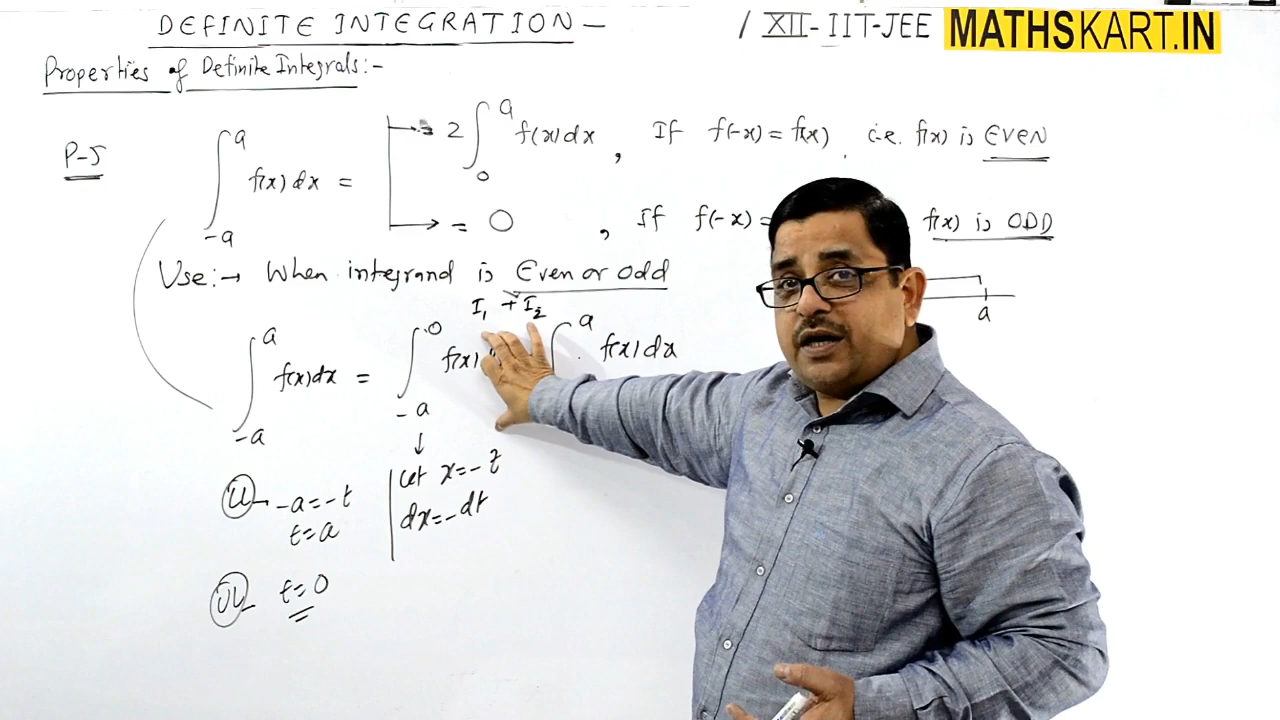 DEFINITE INTEGRATION –
/ XII-IIT-JEE MATHSKART.IN
Properties of Definite Integrals:-
P-5 ∫_{-a}^{a} f(x) dx = → = 2 ∫_{0}^{a} f(x) dx , If f(-x) = f(x) . i.e. f(x) is EVEN
→ = 0 , If f(-x) = f(x) is ODD
Use:→ When integrand is Even or Odd
I₁ + I₂
a
∫_{-a}^{a} f(x) dx = ∫_{-a}^{0} f(x) ∫^{a} f(x) dx
↓
let x = -t
LL – -a = -t
dx = -dt
t = a
UL – t = 0